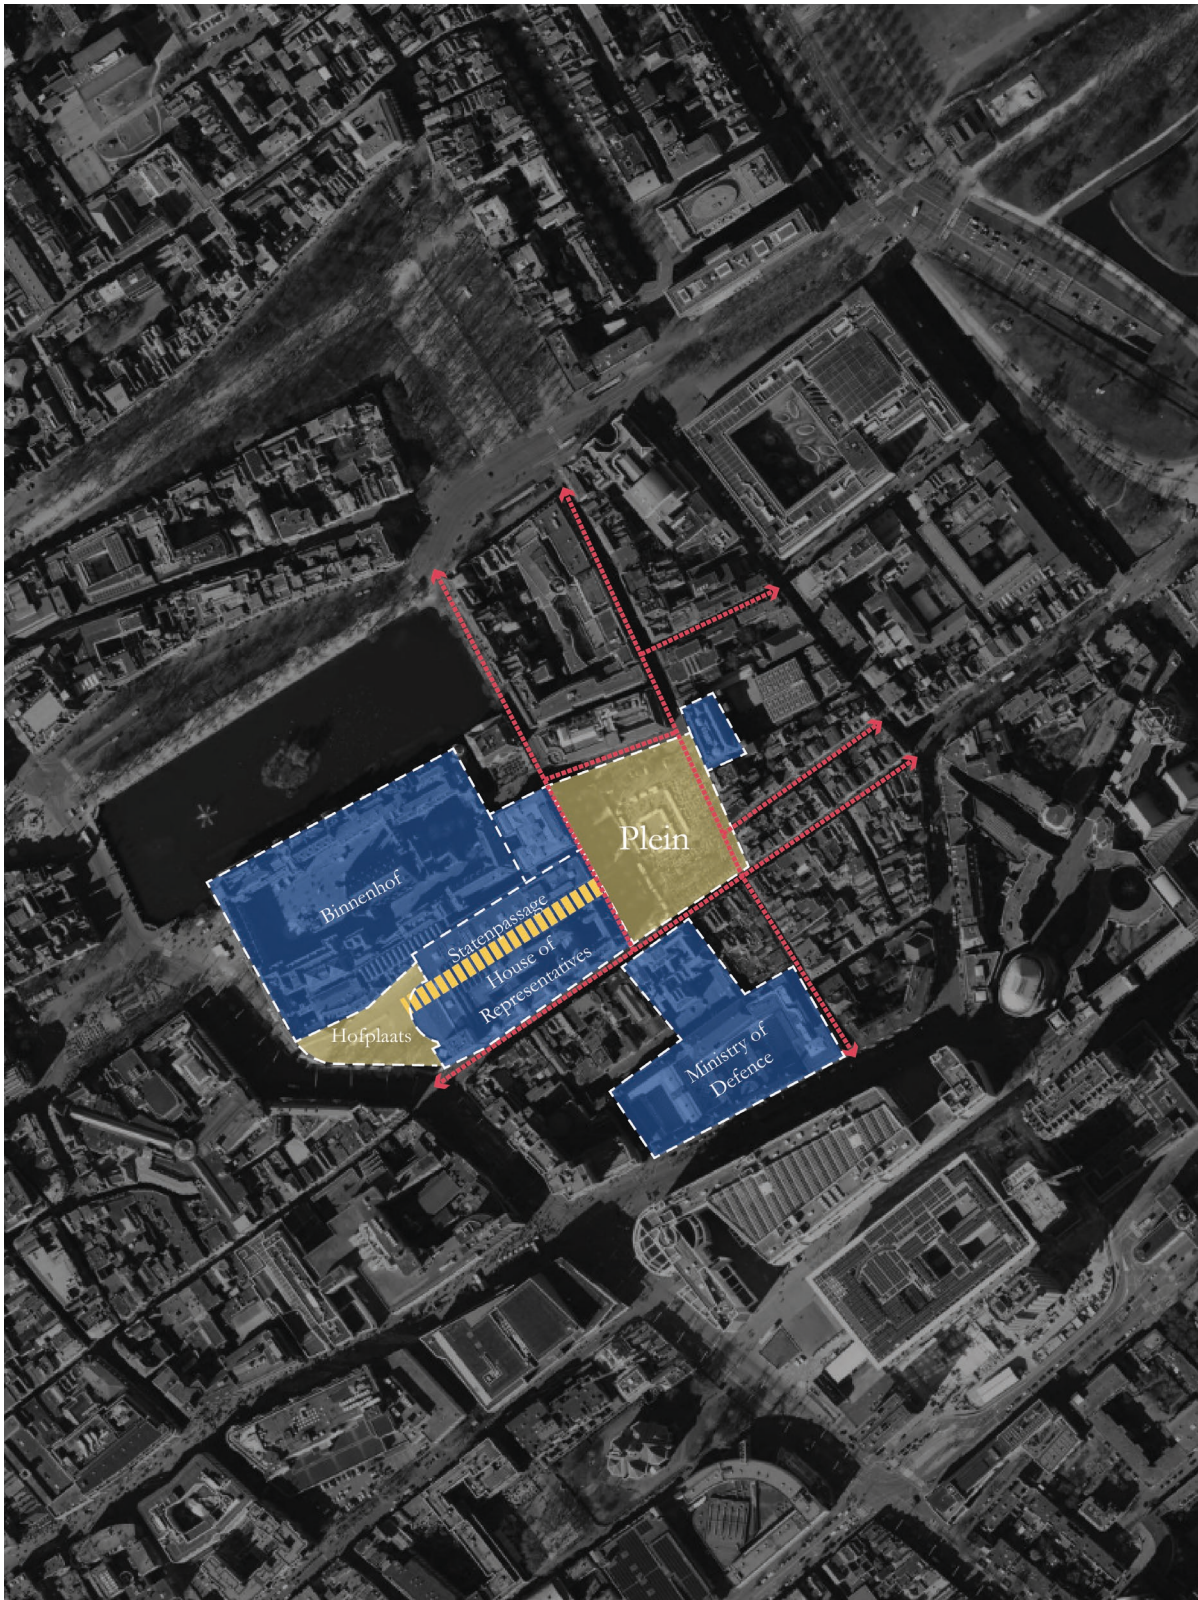 Plein
Binnenhof
Statenpassage
House of
Representatives
Hofplaats
Ministry of
Defence